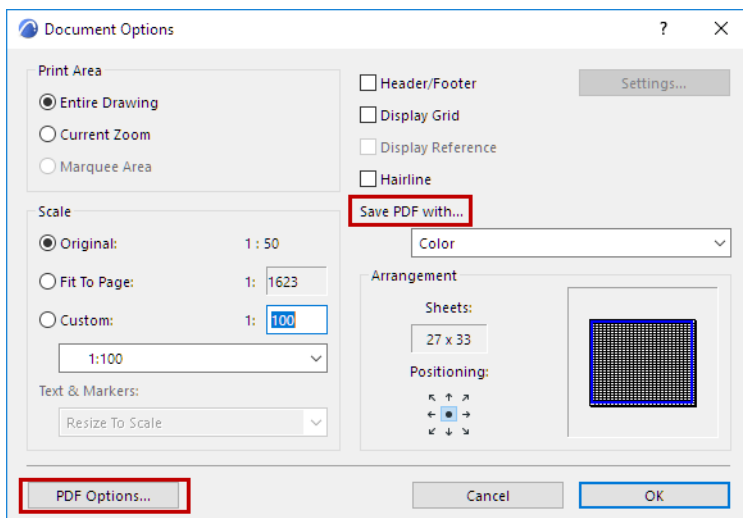 Document Options
Print Area
Entire Drawing
Current Zoom
Marquee Area
Header/Footer
Settings...
Display Grid
Display Reference
Hairline
Scale
Original: 1 : 50
Fit To Page: 1: 1623
Custom: 1: 100
1:100
Text & Markers:
Resize To Scale
Save PDF with...
Color
Arrangement
Sheets:
27 x 33
Positioning:
PDF Options...
Cancel
OK